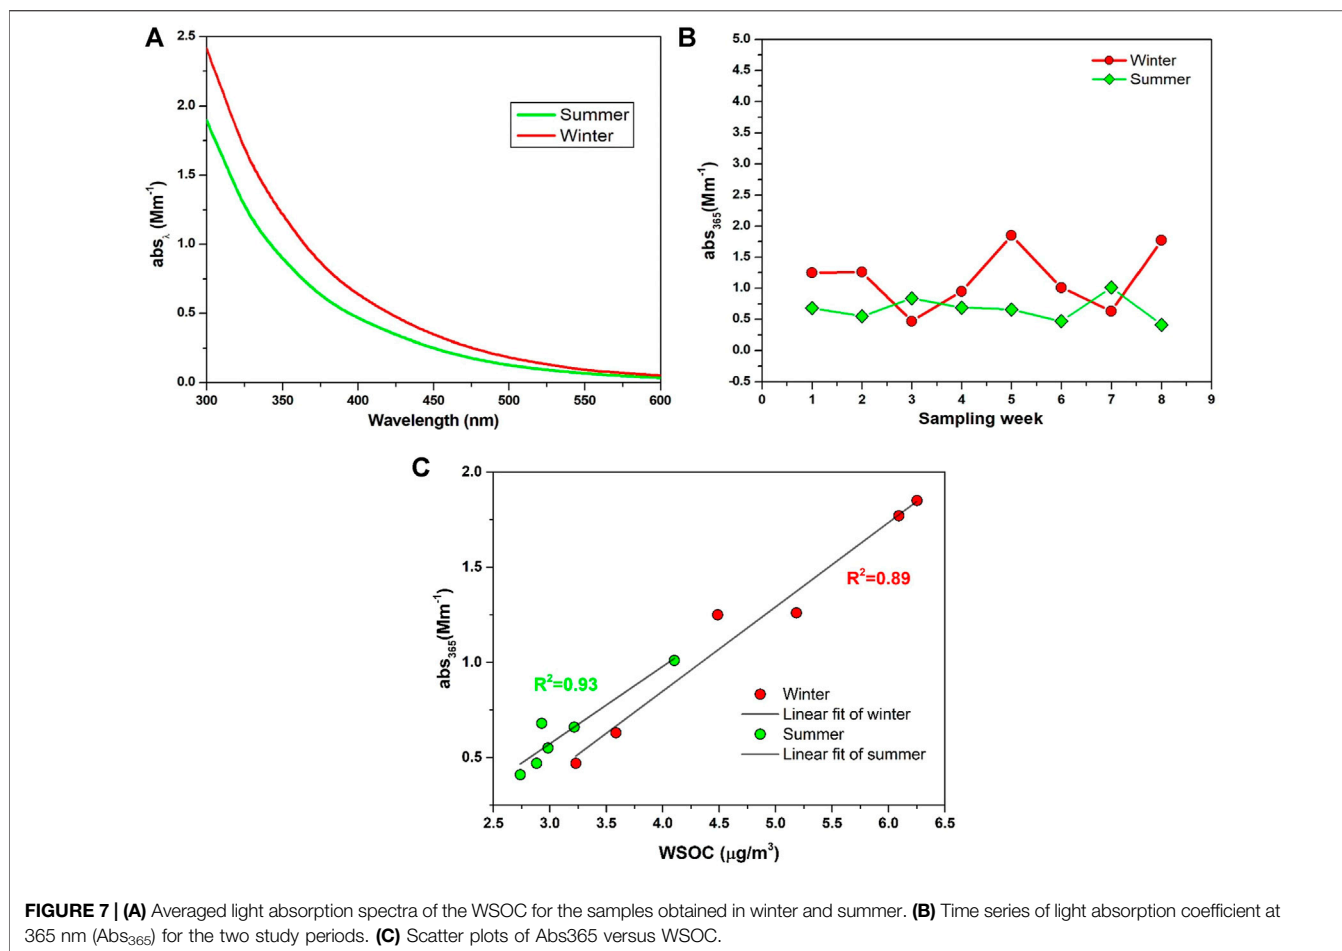 A
2.5
2.0
1.5
1.0
0.5
0.0
abs_λ (Mm⁻¹)
Summer
Winter
300 350 400 450 500 550 600
Wavelength (nm)
B
5.0
4.5
4.0
3.5
3.0
2.5
2.0
1.5
1.0
0.5
0.0
-0.5
abs₃₆₅(Mm⁻¹)
Winter
Summer
0 1 2 3 4 5 6 7 8 9
Sampling week
C
2.0
1.5
1.0
0.5
abs₃₆₅(Mm⁻¹)
R²=0.89
R²=0.93
Winter
Linear fit of winter
Summer
Linear fit of summer
2.5 3.0 3.5 4.0 4.5 5.0 5.5 6.0 6.5
WSOC (μg/m³)
FIGURE 7 | (A) Averaged light absorption spectra of the WSOC for the samples obtained in winter and summer. (B) Time series of light absorption coefficient at
365 nm (Abs₃₆₅) for the two study periods. (C) Scatter plots of Abs365 versus WSOC.